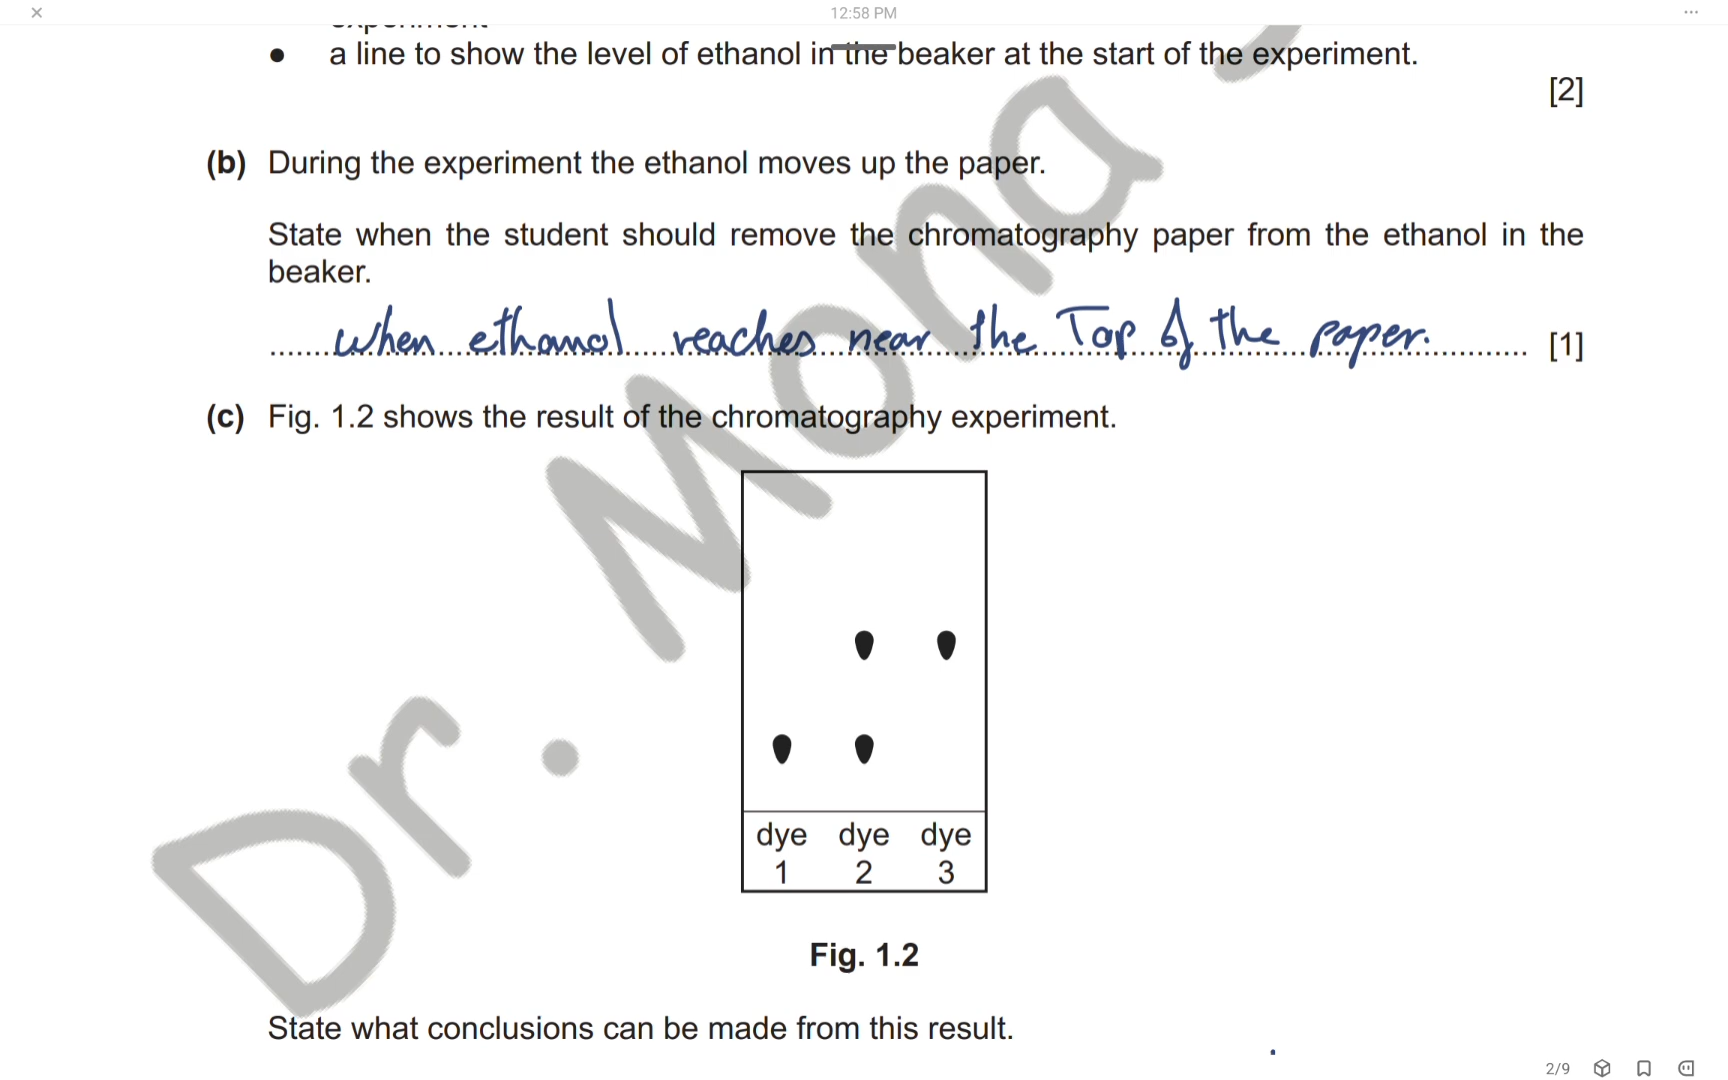 12:58 PM
a line to show the level of ethanol in the beaker at the start of the experiment.
[2]
(b) During the experiment the ethanol moves up the paper.
State when the student should remove the chromatography paper from the ethanol in the
beaker.
when ethanol reaches near the Top of the paper. [1]
(c) Fig. 1.2 shows the result of the chromatography experiment.
dye dye dye
1 2 3
Fig. 1.2
State what conclusions can be made from this result.
2/9
Dr. Mona